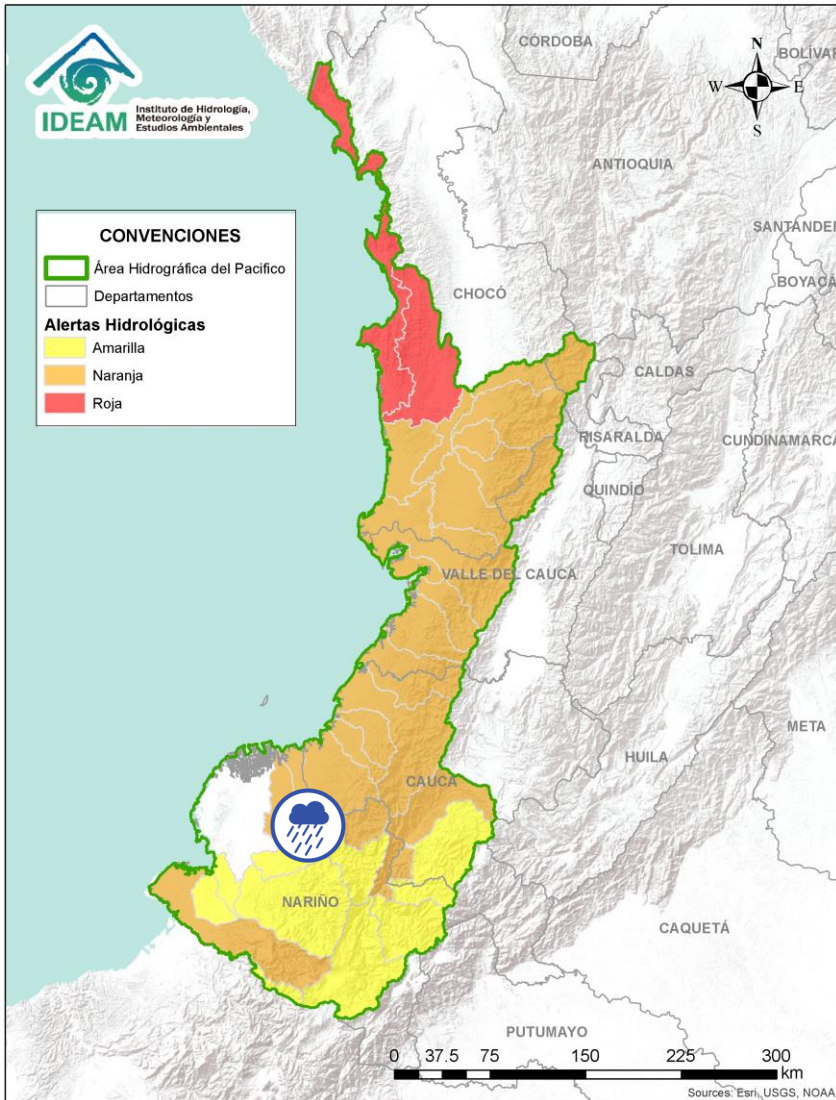 IDEAM
Instituto de Hidrología,
Meteorología y
Estudios Ambientales
CÓRDOBA
BOLÍVAR
N
W
E
S
ANTIOQUIA
SANTANDER
BOYACÁ
CONVENCIONES
Área Hidrográfica del Pacifico
Departamentos
Alertas Hidrológicas
Amarilla
Naranja
Roja
CHOCÓ
CALDAS
RISARALDA
CUNDINAMARCA
QUINDÍO
TOLIMA
VALLE DEL CAUCA
META
HUILA
CAUCA
NARIÑO
CAQUETÁ
PUTUMAYO
0 37.5 75 150 225 300
km
Sources: Esri, USGS, NOAA